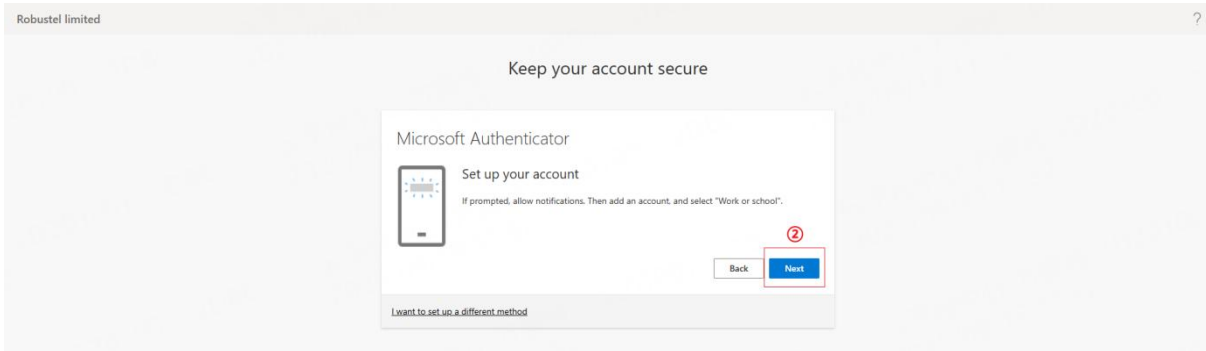 Robustel limited
?
Keep your account secure
Microsoft Authenticator
Set up your account
If prompted, allow notifications. Then add an account, and select "Work or school".
②
Back
Next
I want to set up a different method